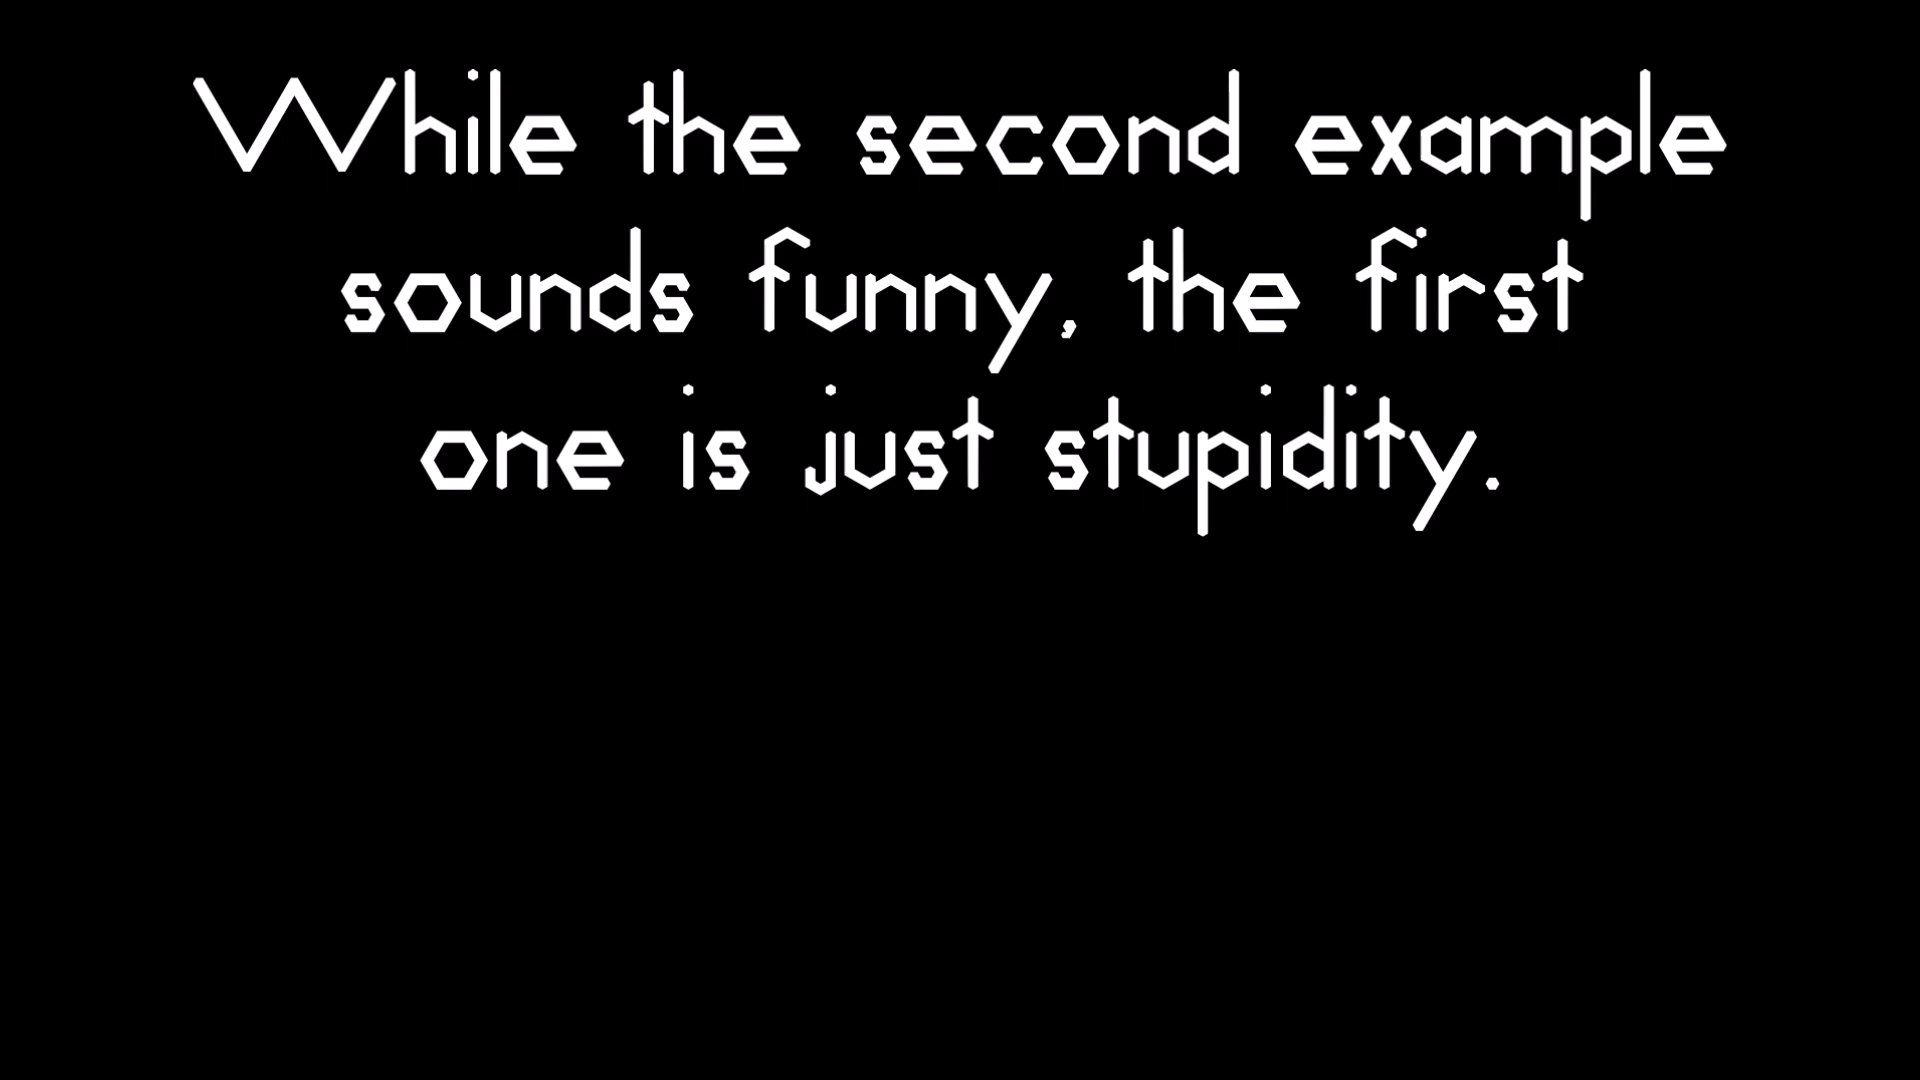 While the second example
sounds funny, the first
one is just stupidity.